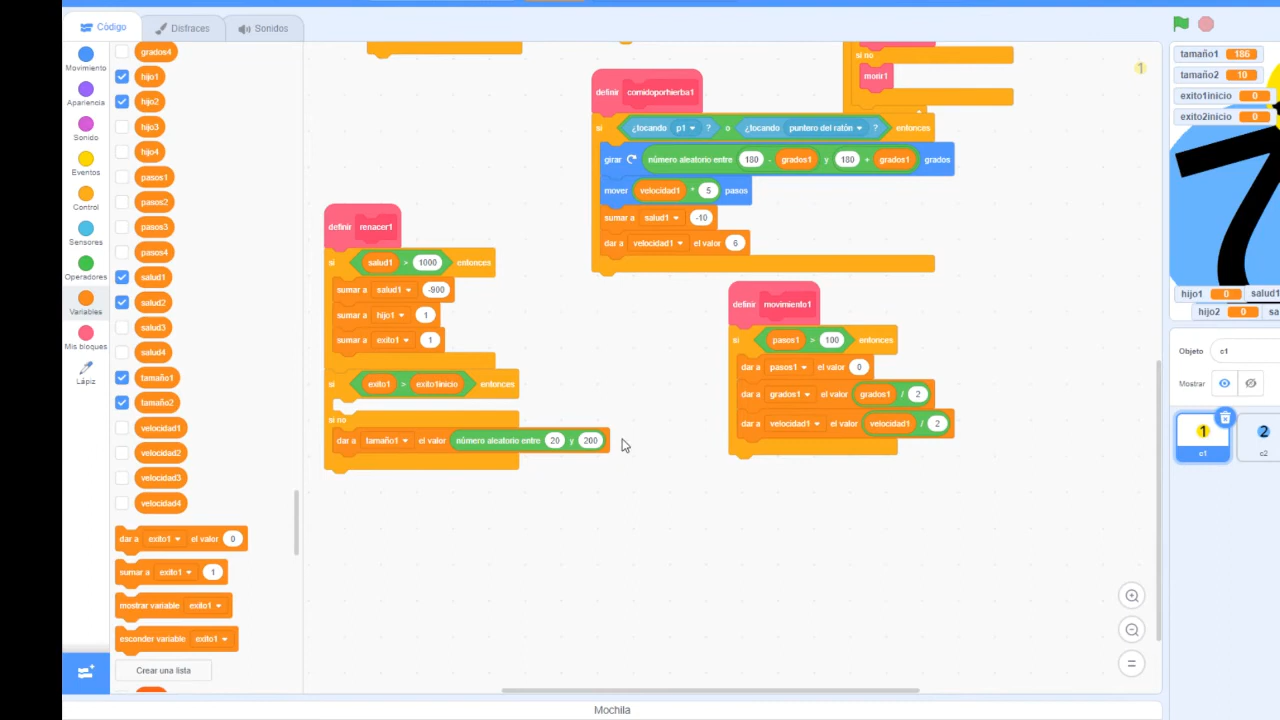 Código
Disfraces
Sonidos
Movimiento
Apariencia
Sonido
Eventos
Control
Sensores
Operadores
Variables
Mis bloques
Lápiz
grados4
hijo1
hijo2
hijo3
hijo4
pasos1
pasos2
pasos3
pasos4
salud1
salud2
salud3
salud4
tamaño1
tamaño2
velocidad1
velocidad2
velocidad3
velocidad4
dar a exito1 el valor 0
sumar a exito1 1
mostrar variable exito1
esconder variable exito1
Crear una lista
definir renacer1
si salud1 > 1000 entonces
sumar a salud1 -900
sumar a hijo1 1
sumar a exito1 1
si exito1 > exito1inicio entonces
si no
dar a tamaño1 el valor número aleatorio entre 20 y 200
definir comidoporhierba1
si ¿tocando p1 ? o ¿tocando puntero del ratón ? entonces
girar número aleatorio entre 180 - grados1 y 180 + grados1 grados
mover velocidad1 * 5 pasos
sumar a salud1 -10
dar a velocidad1 el valor 6
si no
morir1
definir movimiento1
si pasos1 > 100 entonces
dar a pasos1 el valor 0
dar a grados1 el valor grados1 / 2
dar a velocidad1 el valor velocidad1 / 2
1
tamaño1 186
tamaño2 10
exito1inicio 0
exito2inicio 0
7
hijo1 0 salud1
hijo2 0 sa
Objeto c1
Mostrar
1
c1
2
c2
Mochila